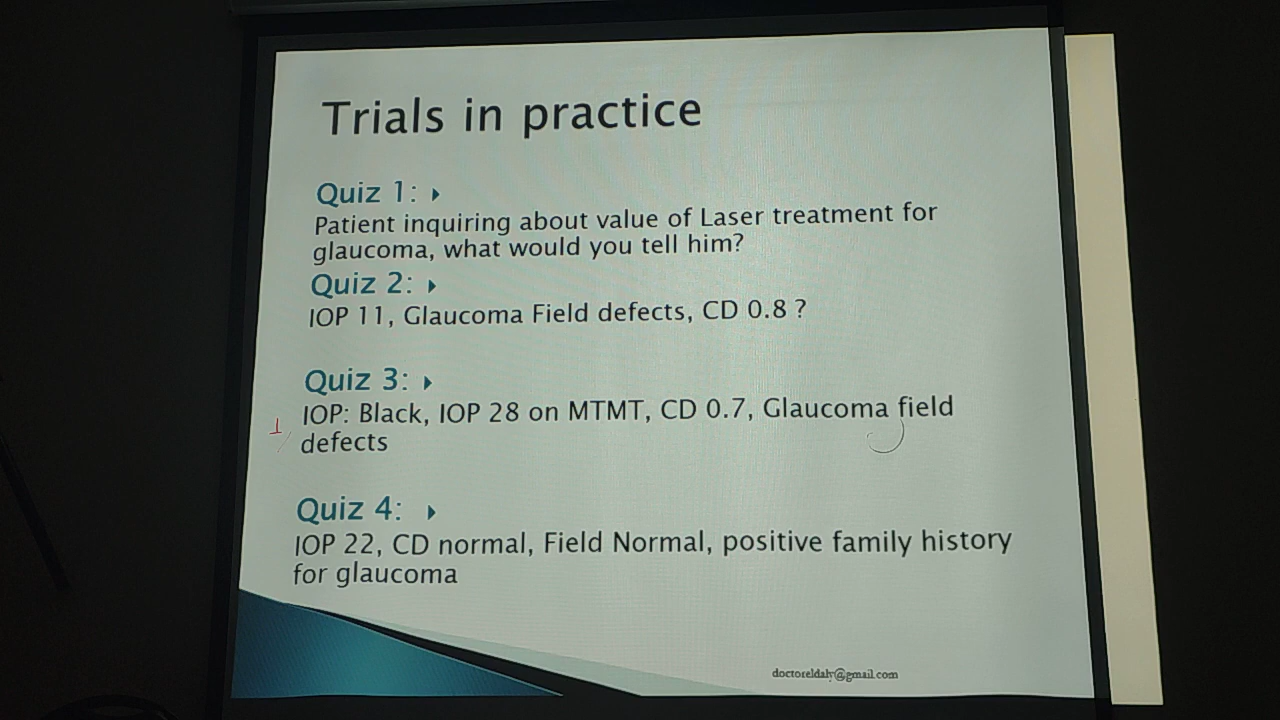 Trials in practice
Quiz 1:
Patient inquiring about value of Laser treatment for
glaucoma, what would you tell him?
Quiz 2:
IOP 11, Glaucoma Field defects, CD 0.8 ?
Quiz 3:
IOP: Black, IOP 28 on MTMT, CD 0.7, Glaucoma field
defects
Quiz 4:
IOP 22, CD normal, Field Normal, positive family history
for glaucoma
doctoreldaly@gmail.com